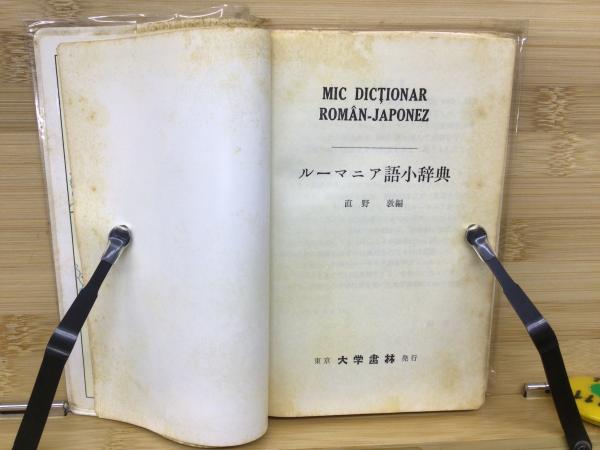 MIC DICȚIONAR
ROMÂN-JAPONEZ
ルーマニア語小辞典
直野 敦編
東京 大学書林 発行